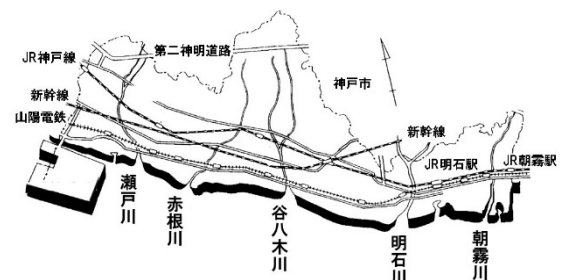 第二神明道路
JR神戸線
神戸市
新幹線
山陽電鉄
新幹線
JR明石駅
JR朝霧駅
瀬戸川
赤根川
谷八木川
明石川
朝霧川